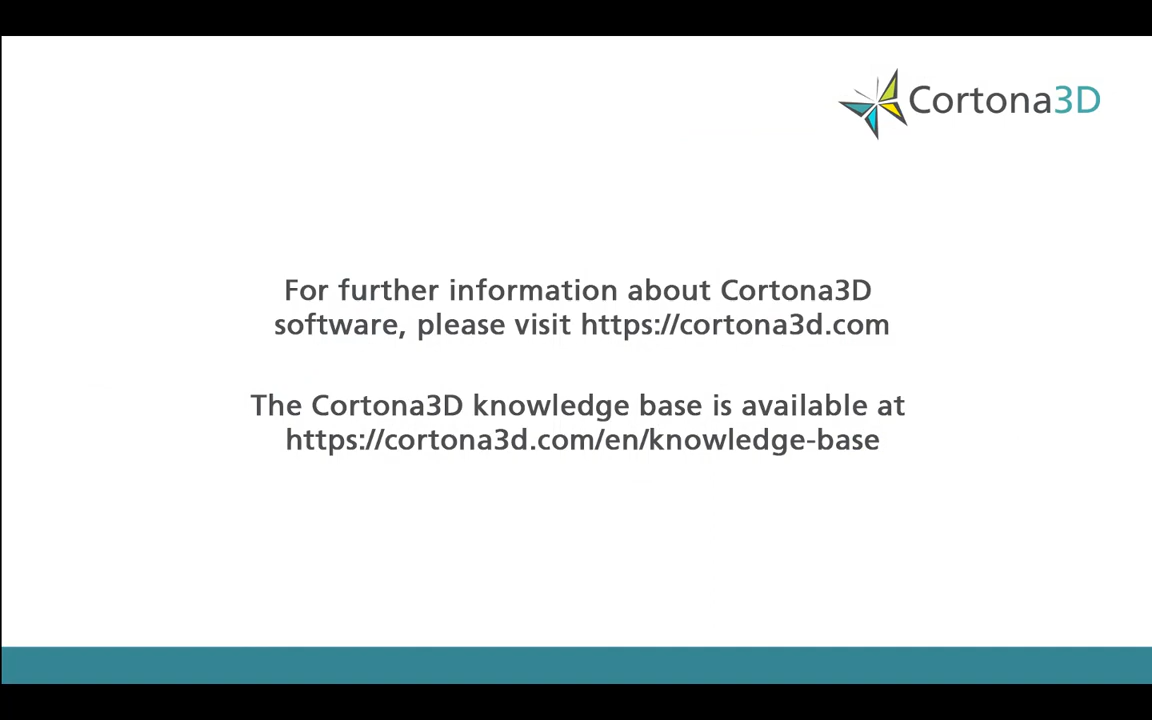 Cortona3D
For further information about Cortona3D
software, please visit https://cortona3d.com
The Cortona3D knowledge base is available at
https://cortona3d.com/en/knowledge-base